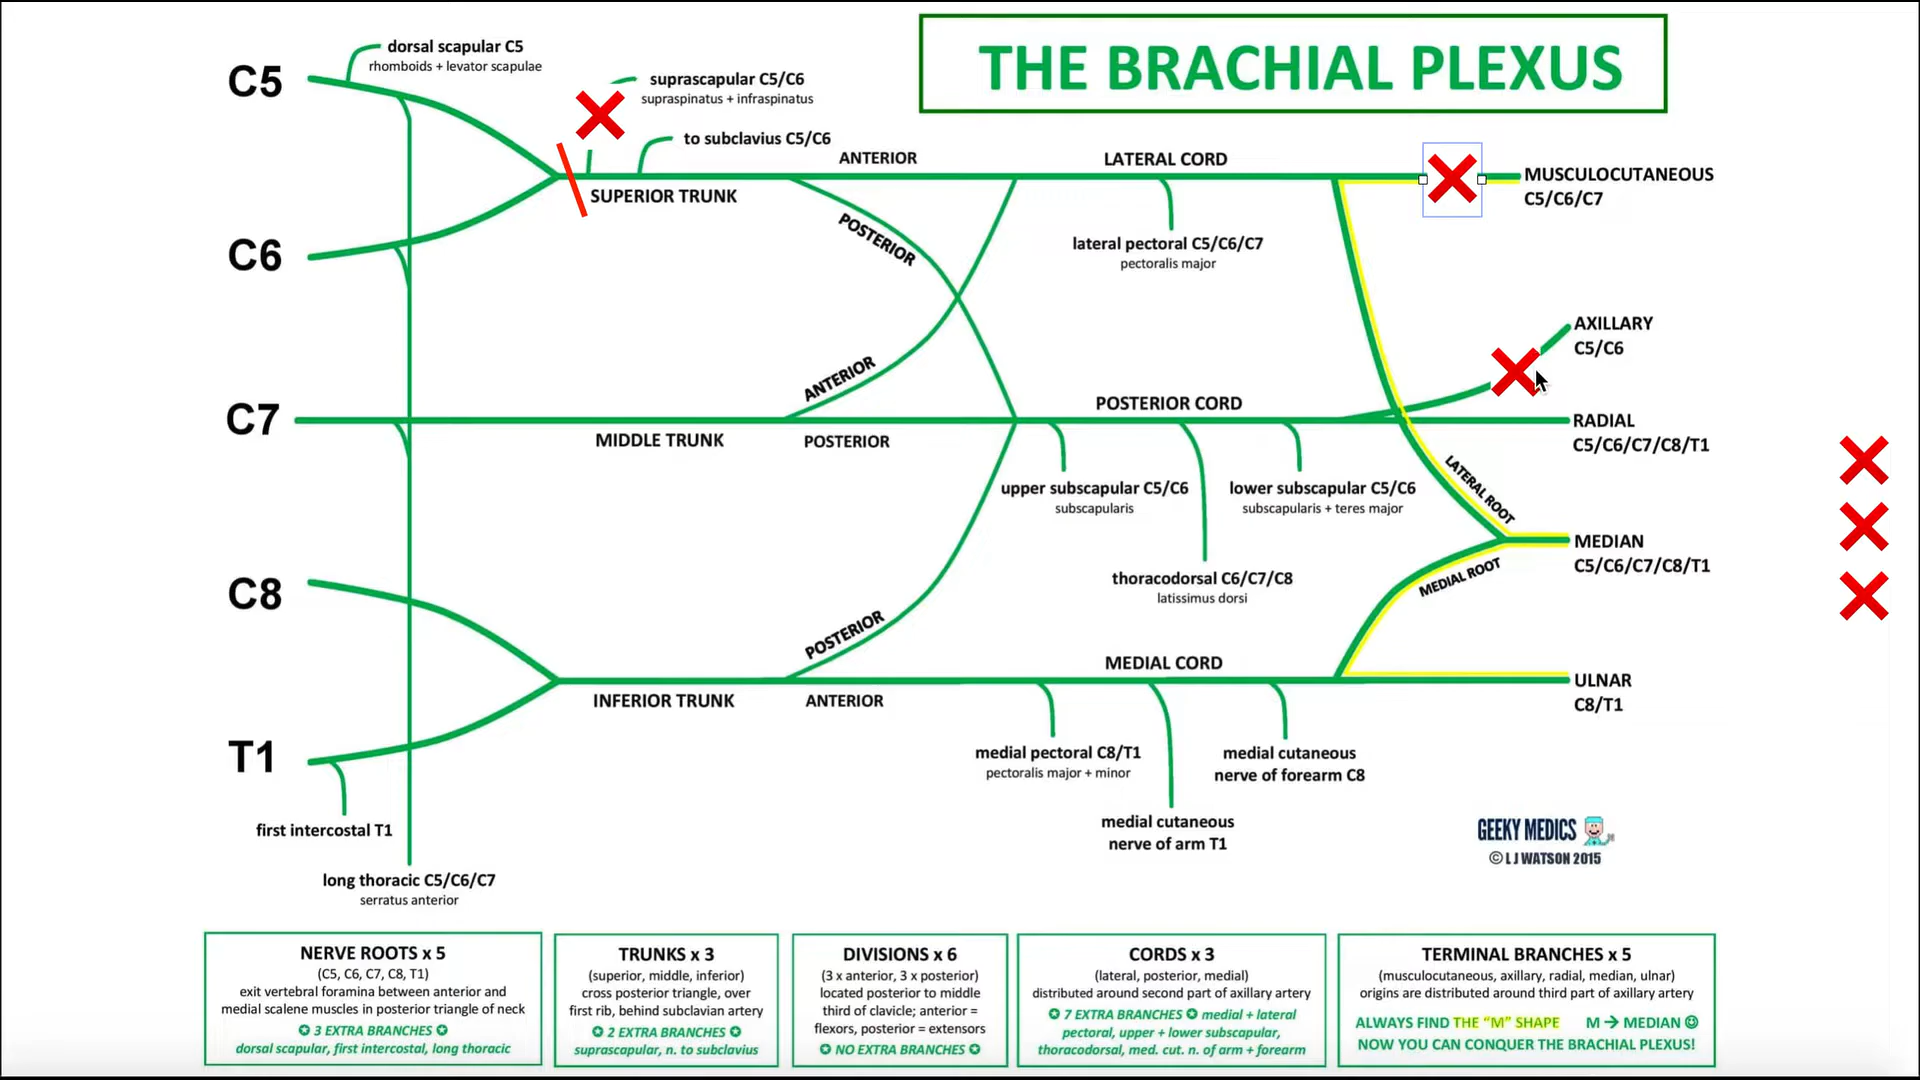 THE BRACHIAL PLEXUS
C5
dorsal scapular C5
rhomboids + levator scapulae
suprascapular C5/C6
supraspinatus + infraspinatus
to subclavius C5/C6
ANTERIOR
LATERAL CORD
MUSCULOCUTANEOUS
C5/C6/C7
SUPERIOR TRUNK
POSTERIOR
lateral pectoral C5/C6/C7
pectoralis major
C6
AXILLARY
C5/C6
ANTERIOR
C7
POSTERIOR CORD
RADIAL
C5/C6/C7/C8/T1
MIDDLE TRUNK
POSTERIOR
upper subscapular C5/C6
subscapularis
lower subscapular C5/C6
subscapularis + teres major
LATERAL ROOT
MEDIAN
C5/C6/C7/C8/T1
MEDIAL ROOT
thoracodorsal C6/C7/C8
latissimus dorsi
C8
POSTERIOR
MEDIAL CORD
ULNAR
C8/T1
INFERIOR TRUNK
ANTERIOR
T1
medial pectoral C8/T1
pectoralis major + minor
medial cutaneous
nerve of forearm C8
medial cutaneous
nerve of arm T1
first intercostal T1
long thoracic C5/C6/C7
serratus anterior
GEEKY MEDICS
© L J WATSON 2015
NERVE ROOTS x 5
(C5, C6, C7, C8, T1)
exit vertebral foramina between anterior and
medial scalene muscles in posterior triangle of neck
✪ 3 EXTRA BRANCHES ✪
dorsal scapular, first intercostal, long thoracic
TRUNKS x 3
(superior, middle, inferior)
cross posterior triangle, over
first rib, behind subclavian artery
✪ 2 EXTRA BRANCHES ✪
suprascapular, n. to subclavius
DIVISIONS x 6
(3 x anterior, 3 x posterior)
located posterior to middle
third of clavicle; anterior =
flexors, posterior = extensors
✪ NO EXTRA BRANCHES ✪
CORDS x 3
(lateral, posterior, medial)
distributed around second part of axillary artery
✪ 7 EXTRA BRANCHES ✪ medial + lateral
pectoral, upper + lower subscapular,
thoracodorsal, med. cut. n. of arm + forearm
TERMINAL BRANCHES x 5
(musculocutaneous, axillary, radial, median, ulnar)
origins are distributed around third part of axillary artery
ALWAYS FIND THE “M” SHAPE M → MEDIAN ☺
NOW YOU CAN CONQUER THE BRACHIAL PLEXUS!